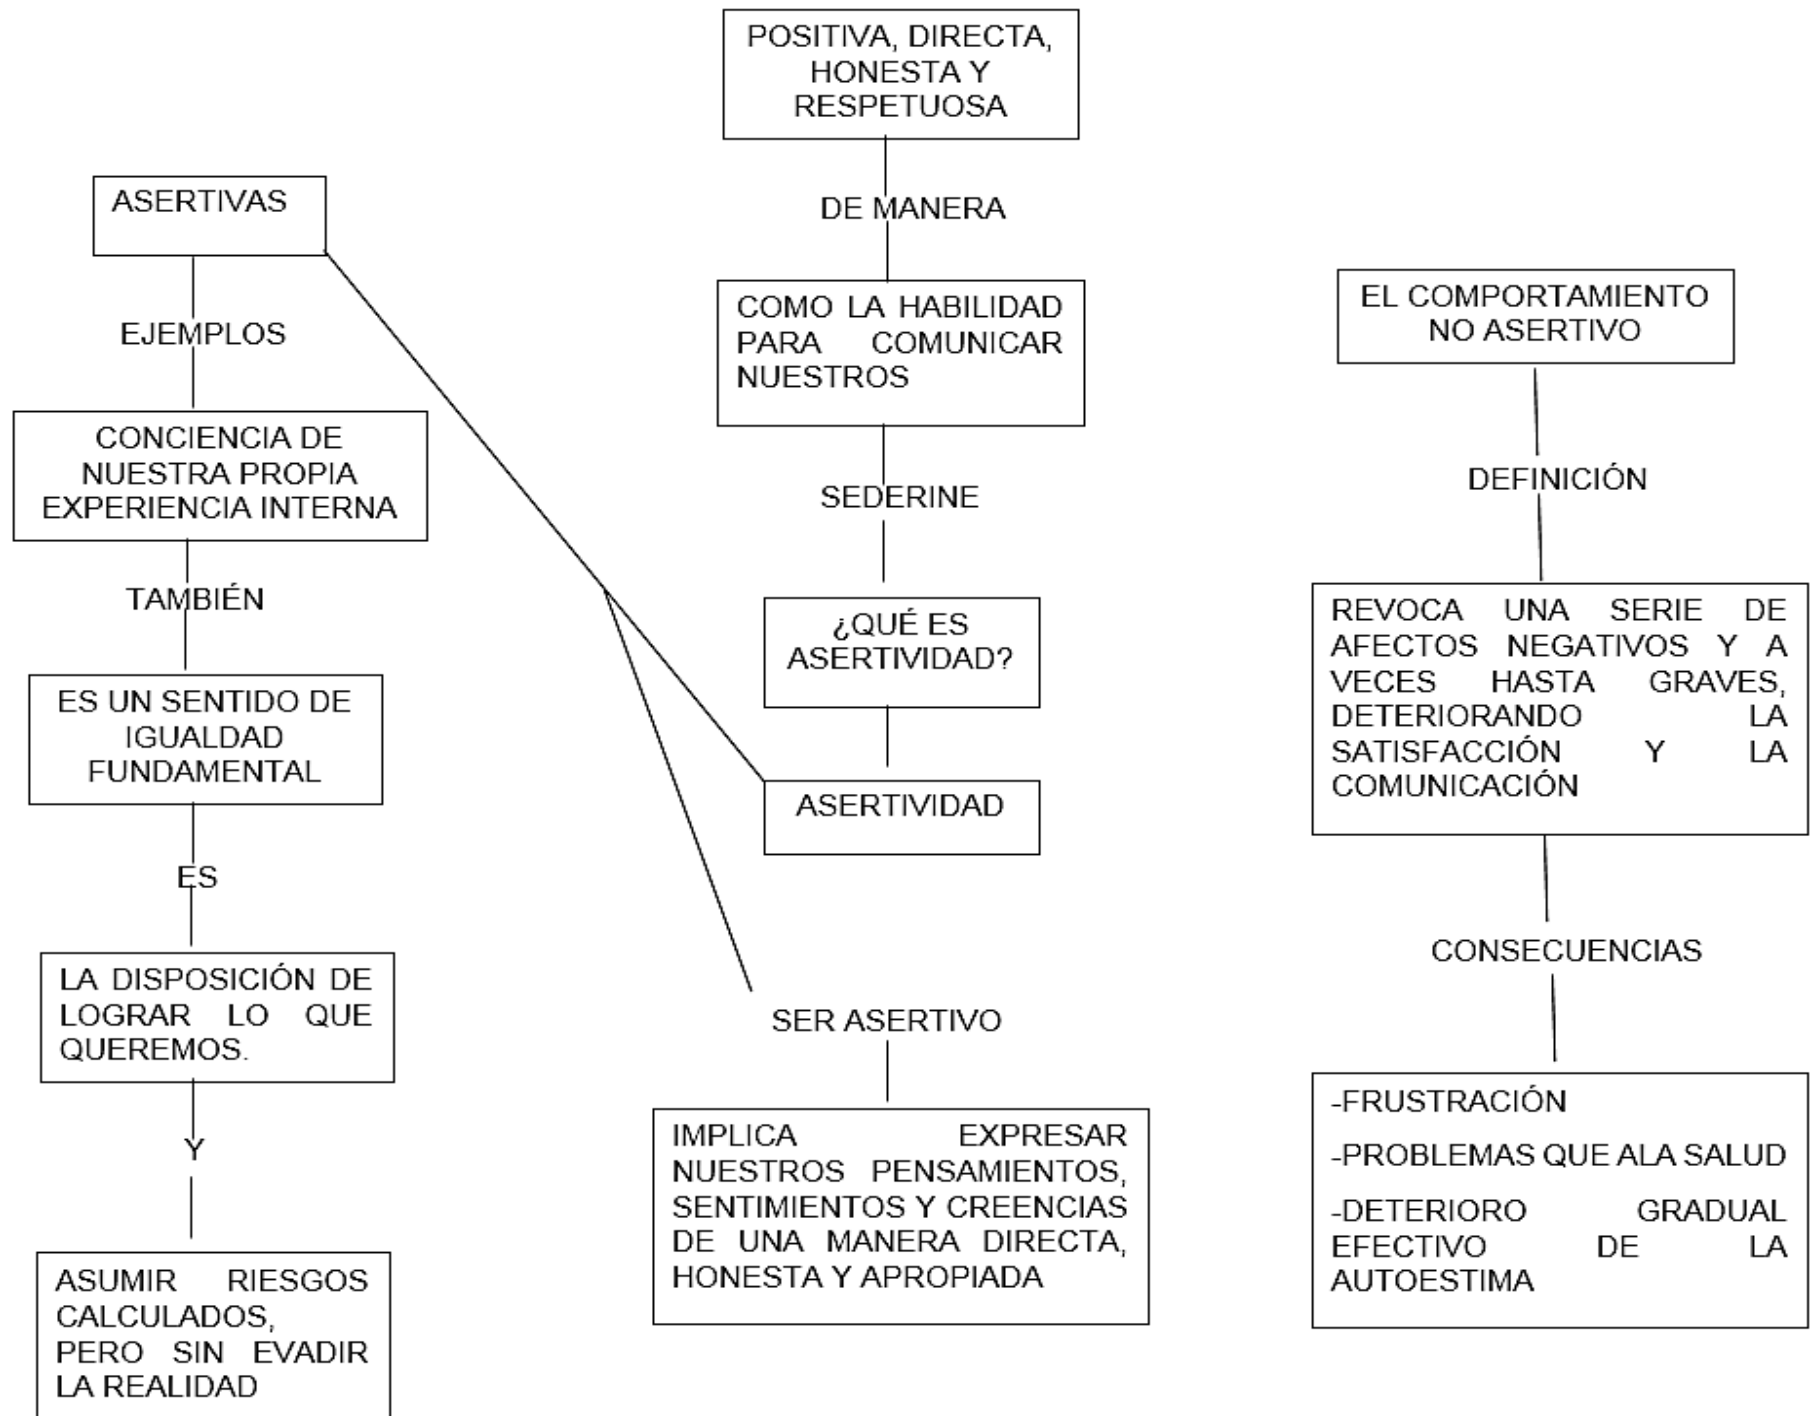 POSITIVA, DIRECTA,
HONESTA Y
RESPETUOSA
DE MANERA
COMO LA HABILIDAD
PARA COMUNICAR
NUESTROS
SEDERINE
¿QUÉ ES
ASERTIVIDAD?
ASERTIVIDAD
SER ASERTIVO
IMPLICA EXPRESAR
NUESTROS PENSAMIENTOS,
SENTIMIENTOS Y CREENCIAS
DE UNA MANERA DIRECTA,
HONESTA Y APROPIADA
ASERTIVAS
EJEMPLOS
CONCIENCIA DE
NUESTRA PROPIA
EXPERIENCIA INTERNA
TAMBIÉN
ES UN SENTIDO DE
IGUALDAD
FUNDAMENTAL
ES
LA DISPOSICIÓN DE
LOGRAR LO QUE
QUEREMOS.
Y
ASUMIR RIESGOS
CALCULADOS,
PERO SIN EVADIR
LA REALIDAD
EL COMPORTAMIENTO
NO ASERTIVO
DEFINICIÓN
REVOCA UNA SERIE DE
AFECTOS NEGATIVOS Y A
VECES HASTA GRAVES,
DETERIORANDO LA
SATISFACCIÓN Y LA
COMUNICACIÓN
CONSECUENCIAS
-FRUSTRACIÓN
-PROBLEMAS QUE ALA SALUD
-DETERIORO GRADUAL
EFECTIVO DE LA
AUTOESTIMA